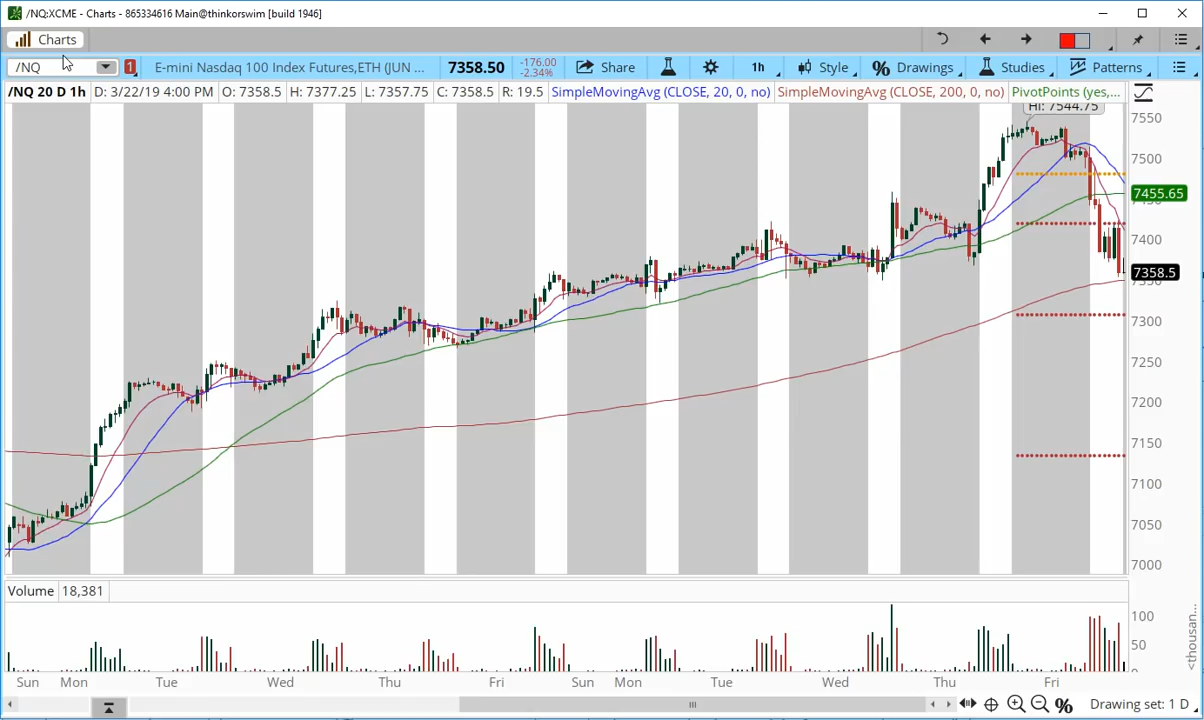 /NQ:XCME - Charts - 865334616 Main@thinkorswim [build 1946]
Charts
/NQ
1
E-mini Nasdaq 100 Index Futures,ETH (JUN ...
7358.50
-176.00
-2.34%
Share
1h
Style
% Drawings
Studies
Patterns
/NQ 20 D 1h
D: 3/22/19 4:00 PM
O: 7358.5
H: 7377.25
L: 7357.75
C: 7358.5
R: 19.5
SimpleMovingAvg (CLOSE, 20, 0, no)
SimpleMovingAvg (CLOSE, 200, 0, no)
PivotPoints (yes,...
HI: 7544.75
7550
7500
7455.65
7400
7358.5
7300
7250
7200
7150
7100
7050
7000
Volume
18,381
100
50
<thousan...
Sun
Mon
Tue
Wed
Thu
Fri
Sun
Mon
Tue
Wed
Thu
Fri
%
Drawing set: 1 D